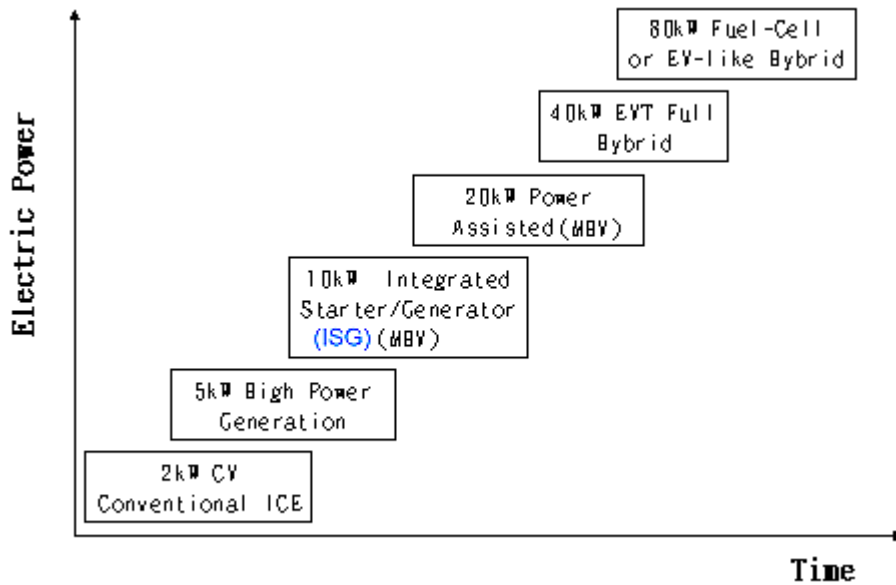 80kW Fuel-Cell
or EV-like Hybrid
40kW EVT Full
Hybrid
20kW Power
Assisted(MHV)
10kW Integrated
Starter/Generator
(ISG)(MHV)
5kW High Power
Generation
2kW CV
Conventional ICE
Electric Power
Time